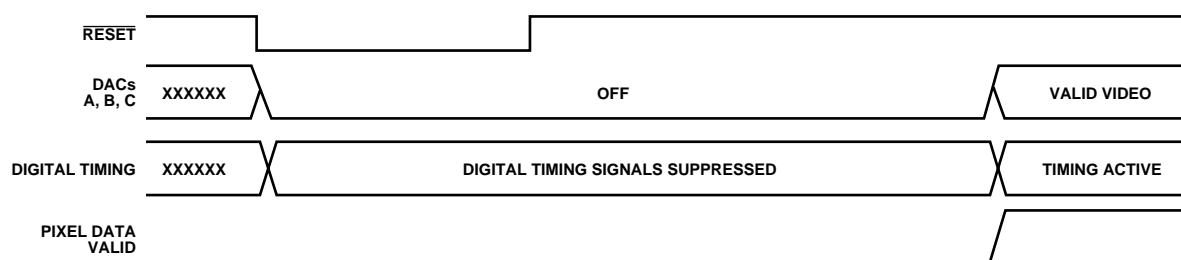 RESET
DACs
A, B, C
XXXXXX
OFF
VALID VIDEO
DIGITAL TIMING
XXXXXX
DIGITAL TIMING SIGNALS SUPPRESSED
TIMING ACTIVE
PIXEL DATA
VALID